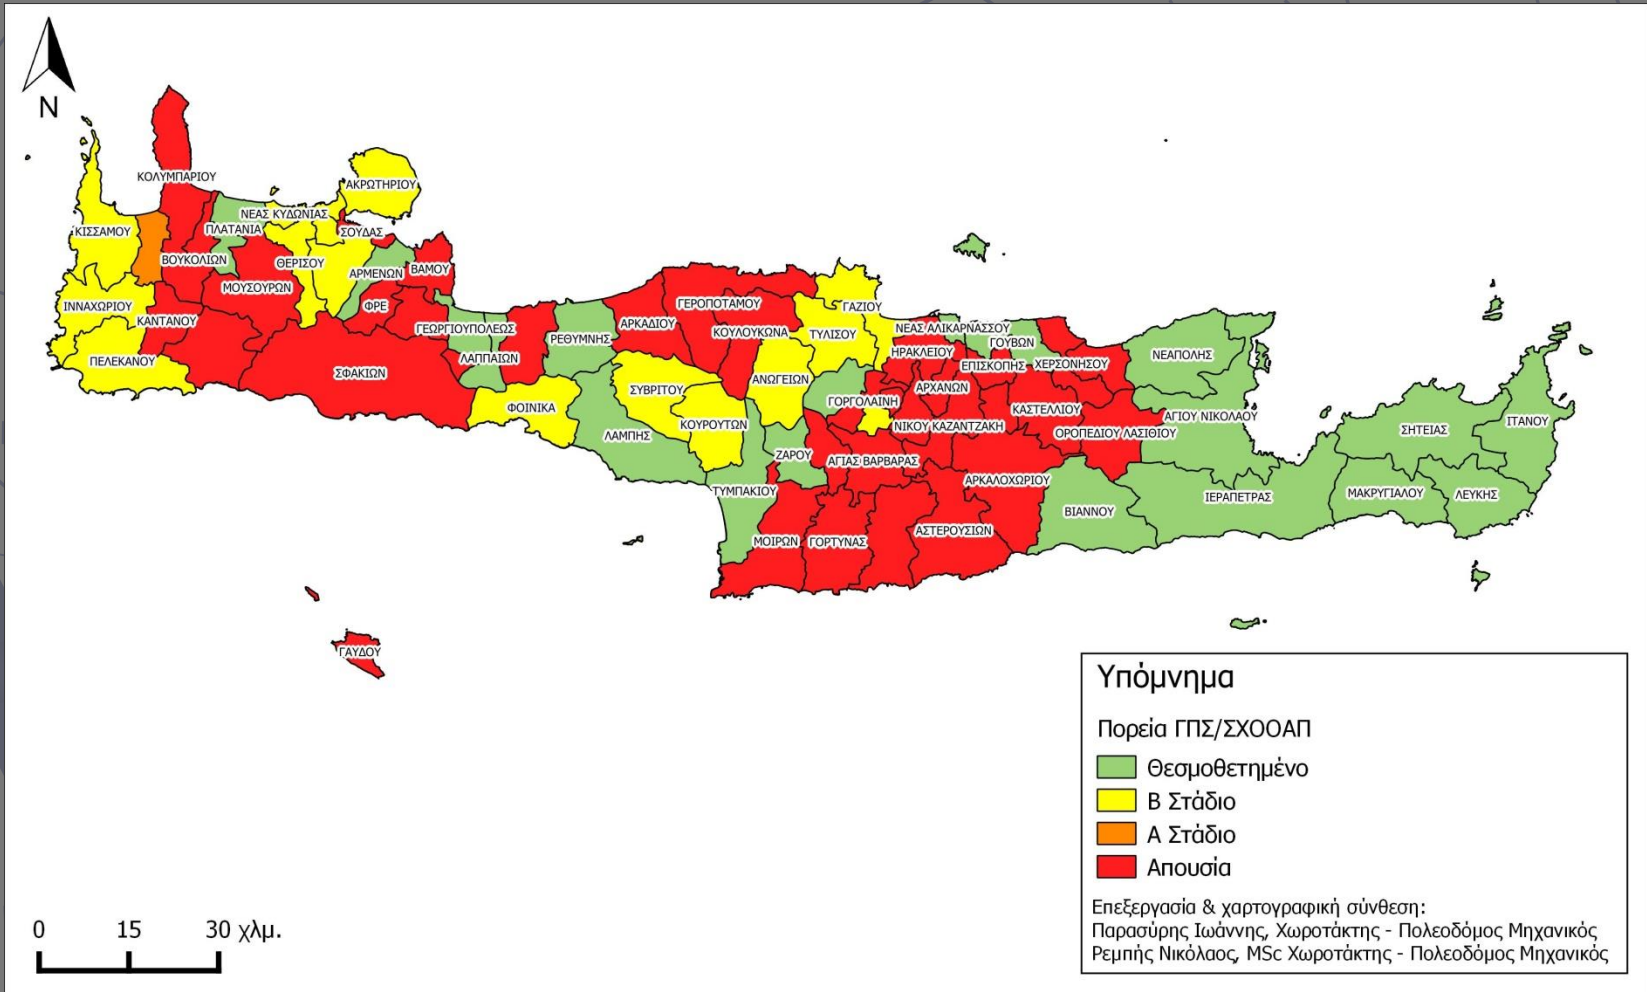 N
ΚΟΛΥΜΠΑΡΙΟΥ
ΑΚΡΩΤΗΡΙΟΥ
ΝΕΑΣ ΚΥΔΩΝΙΑΣ
ΠΛΑΤΑΝΙΑ
ΚΙΣΣΑΜΟΥ
ΣΟΥΔΑΣ
ΒΟΥΚΟΛΙΩΝ
ΘΕΡΙΣΟΥ
ΑΡΜΕΝΩΝ
ΒΑΜΟΥ
ΜΟΥΣΟΥΡΩΝ
ΙΝΝΑΧΩΡΙΟΥ
ΦΡΕ
ΚΑΝΤΑΝΟΥ
ΓΕΩΡΓΙΟΥΠΟΛΕΩΣ
ΠΕΛΕΚΑΝΟΥ
ΛΑΠΠΑΙΩΝ
ΣΦΑΚΙΩΝ
ΡΕΘΥΜΝΗΣ
ΑΡΚΑΔΙΟΥ
ΓΕΡΟΠΟΤΑΜΟΥ
ΚΟΥΛΟΥΚΩΝΑ
ΓΑΖΙΟΥ
ΤΥΛΙΣΟΥ
ΝΕΑΣ ΑΛΙΚΑΡΝΑΣΣΟΥ
ΓΟΥΒΩΝ
ΗΡΑΚΛΕΙΟΥ
ΕΠΙΣΚΟΠΗΣ
ΧΕΡΣΟΝΗΣΟΥ
ΝΕΑΠΟΛΗΣ
ΑΝΩΓΕΙΩΝ
ΣΥΒΡΙΤΟΥ
ΑΡΧΑΝΩΝ
ΓΟΡΓΟΛΑΙΝΗ
ΦΟΙΝΙΚΑ
ΚΑΣΤΕΛΛΙΟΥ
ΑΓΙΟΥ ΝΙΚΟΛΑΟΥ
ΚΟΥΡΟΥΤΩΝ
ΝΙΚΟΥ ΚΑΖΑΝΤΖΑΚΗ
ΟΡΟΠΕΔΙΟΥ ΛΑΣΙΘΙΟΥ
ΛΑΜΠΗΣ
ΣΗΤΕΙΑΣ
ΙΤΑΝΟΥ
ΖΑΡΟΥ
ΑΓΙΑΣ ΒΑΡΒΑΡΑΣ
ΑΡΚΑΛΟΧΩΡΙΟΥ
ΤΥΜΠΑΚΙΟΥ
ΙΕΡΑΠΕΤΡΑΣ
ΜΑΚΡΥΓΙΑΛΟΥ
ΛΕΥΚΗΣ
ΒΙΑΝΝΟΥ
ΑΣΤΕΡΟΥΣΙΩΝ
ΜΟΙΡΩΝ
ΓΟΡΤΥΝΑΣ
ΓΑΥΔΟΥ
Υπόμνημα
Πορεία ΓΠΣ/ΣΧΟΟΑΠ
Θεσμοθετημένο
Β Στάδιο
Α Στάδιο
Απουσία
Επεξεργασία & χαρτογραφική σύνθεση:
Παρασύρης Ιωάννης, Χωροτάκτης - Πολεοδόμος Μηχανικός
Ρεμπής Νικόλαος, MSc Χωροτάκτης - Πολεοδόμος Μηχανικός
0 15 30 χλμ.